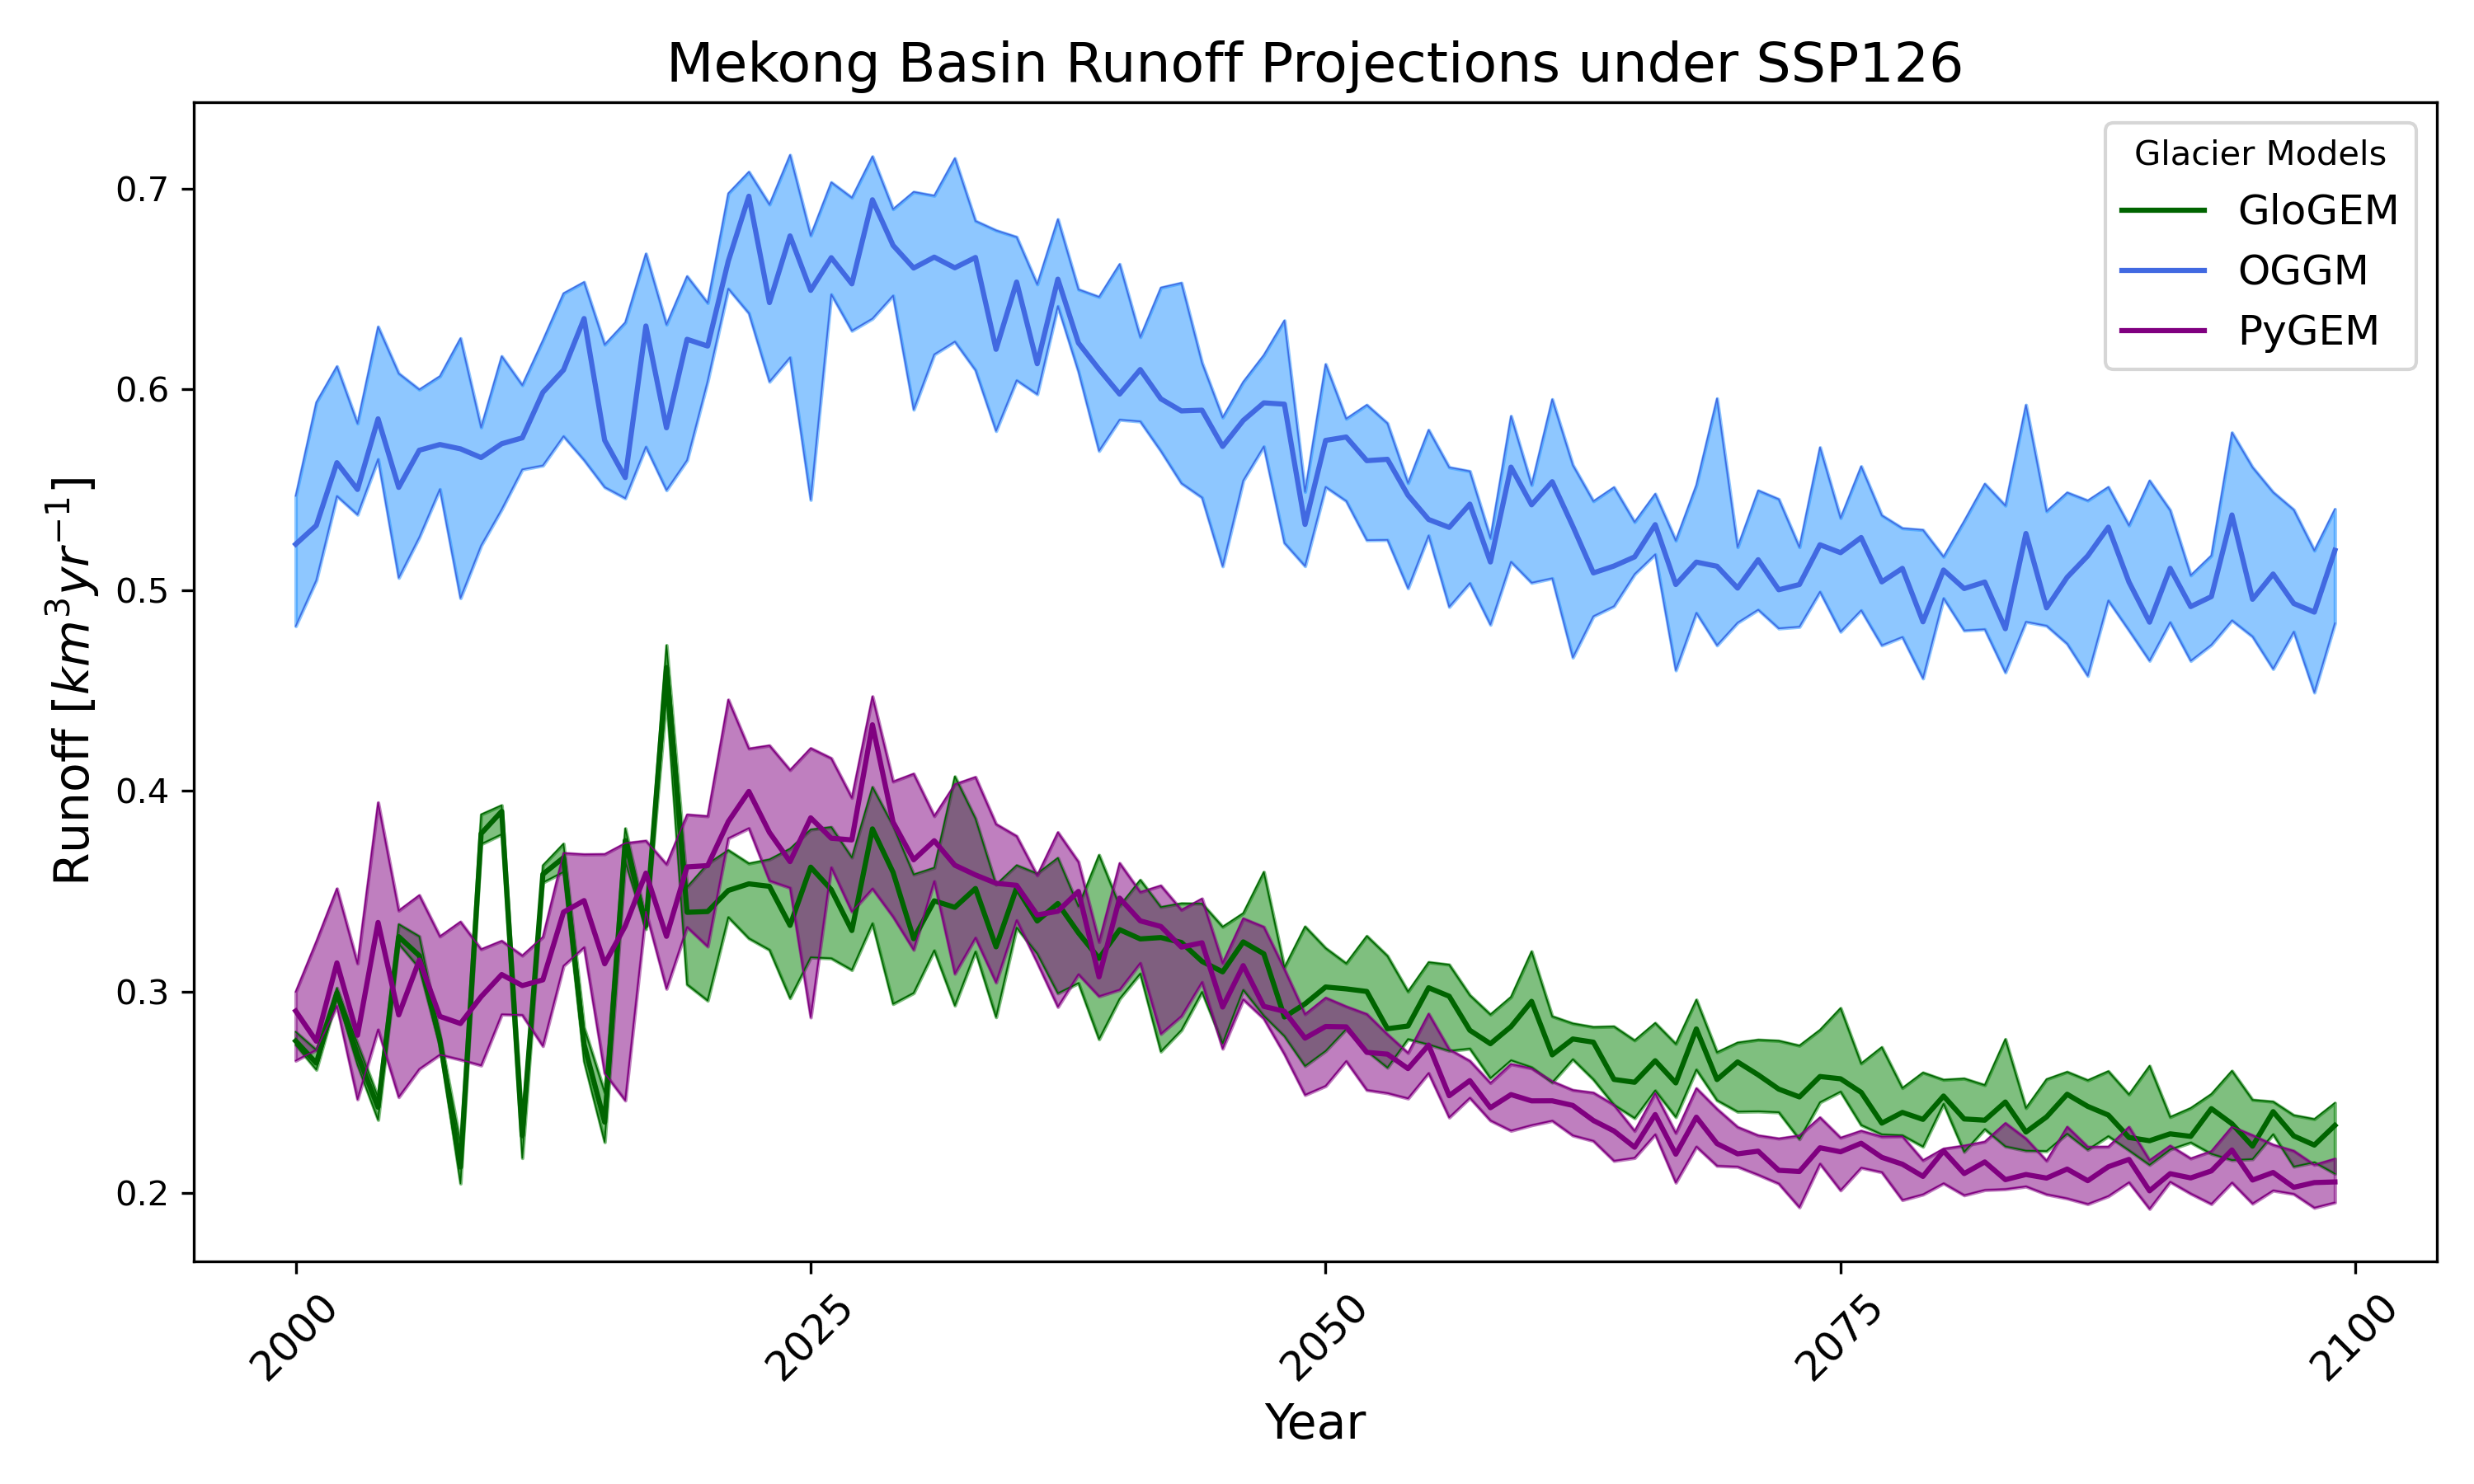 Mekong Basin Runoff Projections under SSP126
Glacier Models
GloGEM
OGGM
PyGEM
Runoff [km³yr⁻¹]
0.7
0.6
0.5
0.4
0.3
0.2
2000
2025
2050
2075
2100
Year